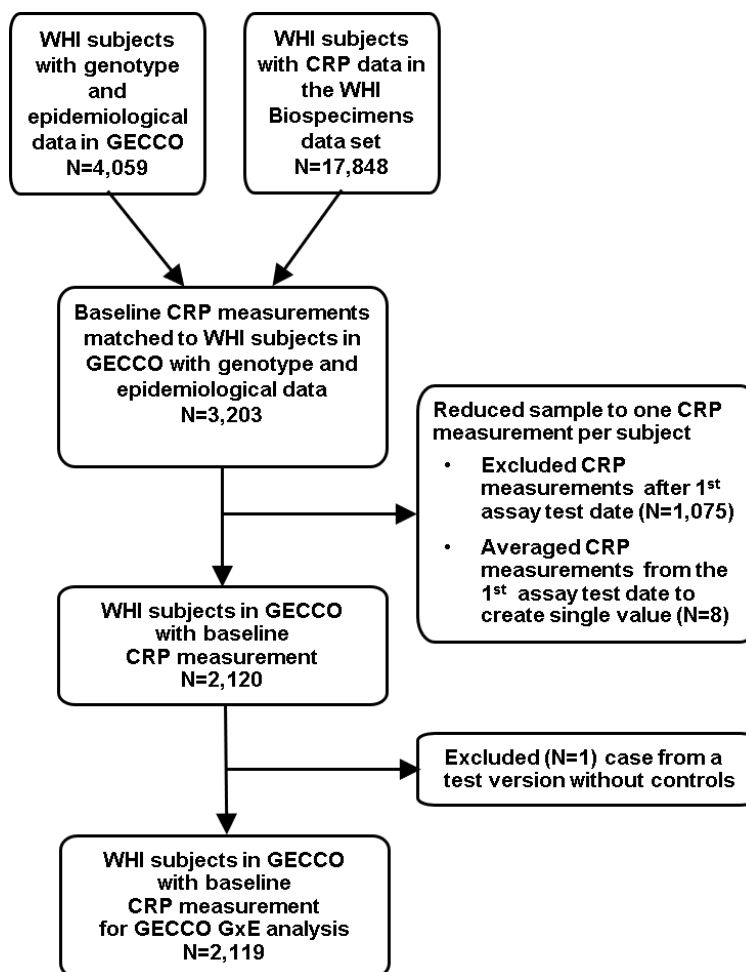 WHI subjects
with genotype
and
epidemiological
data in GECCO
N=4,059
WHI subjects
with CRP data in
the WHI
Biospecimens
data set
N=17,848
Baseline CRP measurements
matched to WHI subjects in
GECCO with genotype and
epidemiological data
N=3,203
Reduced sample to one CRP
measurement per subject
• Excluded CRP
measurements after 1st
assay test date (N=1,075)
• Averaged CRP
measurements from the
1st assay test date to
create single value (N=8)
WHI subjects in GECCO
with baseline
CRP measurement
N=2,120
Excluded (N=1) case from a
test version without controls
WHI subjects in GECCO
with baseline
CRP measurement
for GECCO GxE analysis
N=2,119